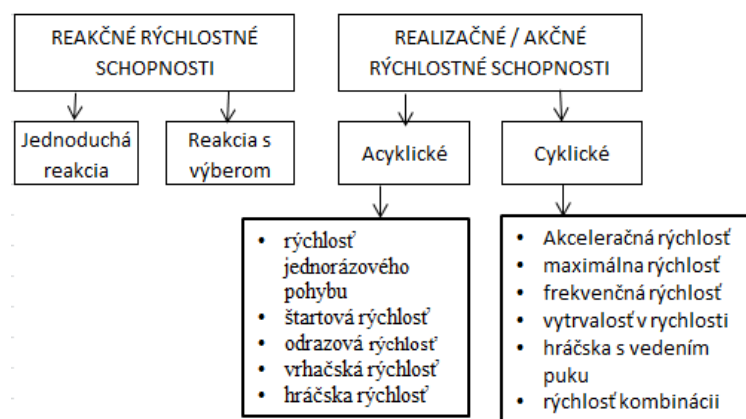 REAKČNÉ RÝCHLOSTNÉ
SCHOPNOSTI
REALIZAČNÉ / AKČNÉ
RÝCHLOSTNÉ SCHOPNOSTI
Jednoduchá
reakcia
Reakcia s
výberom
Acyklické
Cyklické
• rýchlosť
jednorázového
pohybu
• štartová rýchlosť
• odrazová rýchlosť
• vrhačská rýchlosť
• hráčska rýchlosť
• Akceleračná rýchlosť
• maximálna rýchlosť
• frekvenčná rýchlosť
• vytrvalosť v rychlosti
• hráčska s vedením
puku
• rýchlosť kombinácii